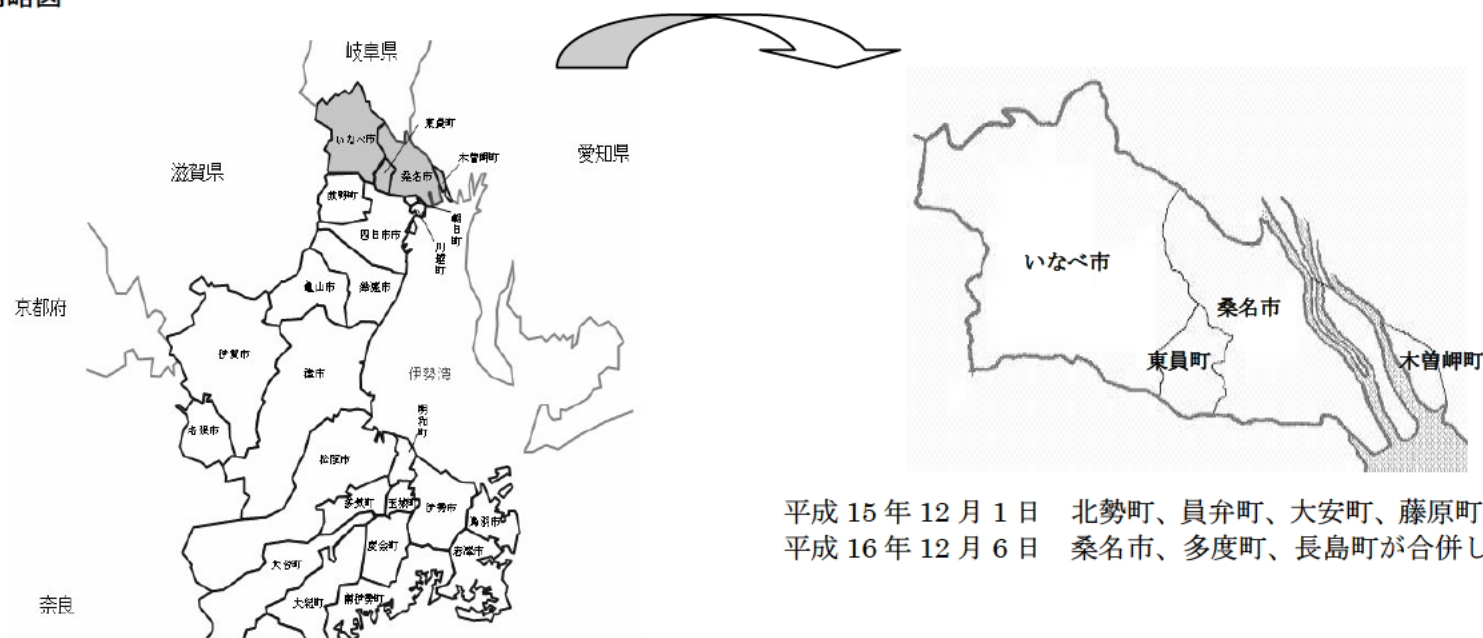 略図
岐阜県
東員町
いなべ市
木曽岬町
愛知県
滋賀県
桑名市
菰野町
朝日町
四日市市
川越町
いなべ市
亀山市
鈴鹿市
京都府
桑名市
伊賀市
東員町
木曽岬町
津市
伊勢湾
明和町
名張市
松阪市
多気町
玉城町
伊勢市
鳥羽市
平成 15 年 12 月 1 日 北勢町、員弁町、大安町、藤原町
度会町
志摩市
平成 16 年 12 月 6 日 桑名市、多度町、長島町が合併し
大台町
大紀町
南伊勢町
奈良